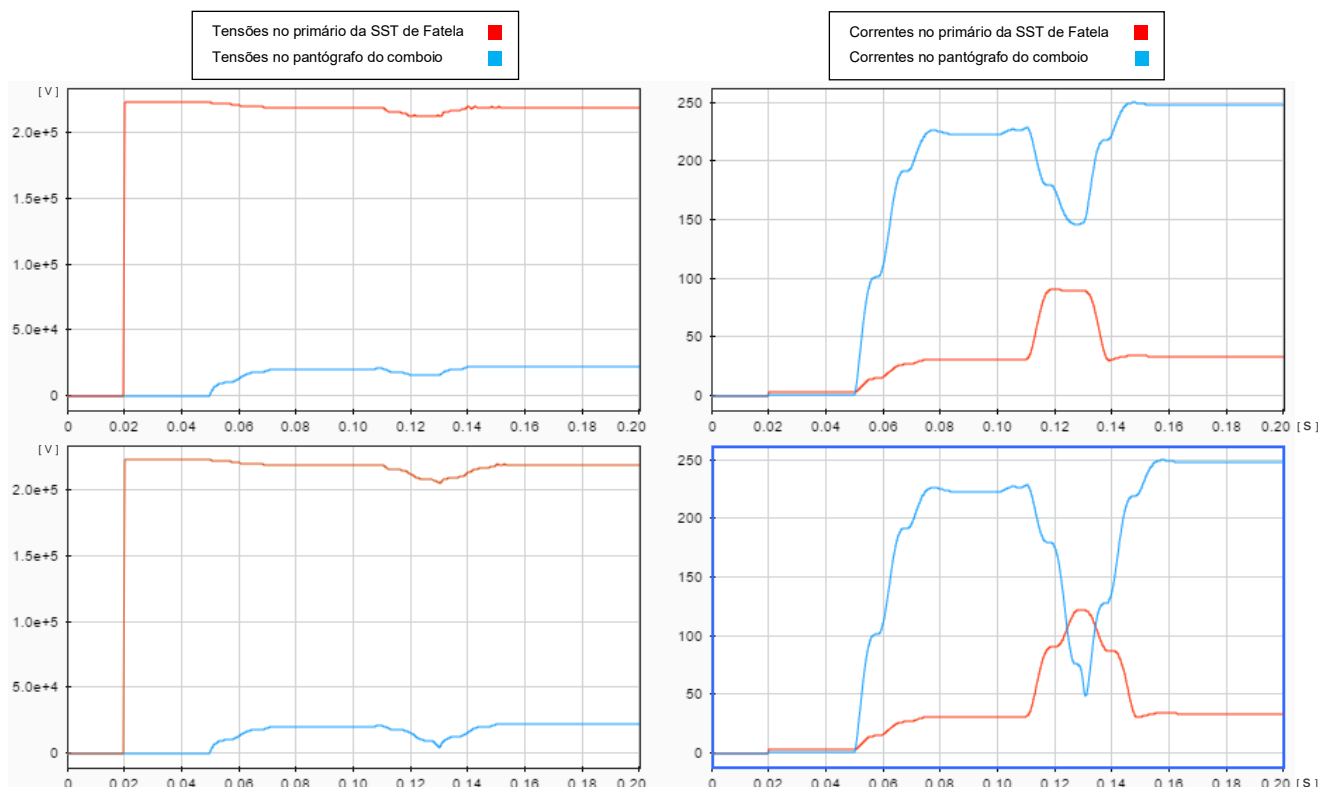 Tensões no primário da SST de Fatela
Tensões no pantógrafo do comboio
Correntes no primário da SST de Fatela
Correntes no pantógrafo do comboio
[ V ]
2.0e+5
1.5e+5
1.0e+5
5.0e+4
0
0 0.02 0.04 0.06 0.08 0.10 0.12 0.14 0.16 0.18 0.20
250
200
150
100
50
0
0 0.02 0.04 0.06 0.08 0.10 0.12 0.14 0.16 0.18 0.20 [ S ]
[ V ]
2.0e+5
1.5e+5
1.0e+5
5.0e+4
0
0 0.02 0.04 0.06 0.08 0.10 0.12 0.14 0.16 0.18 0.20
250
200
150
100
50
0
0 0.02 0.04 0.06 0.08 0.10 0.12 0.14 0.16 0.18 0.20 [ S ]